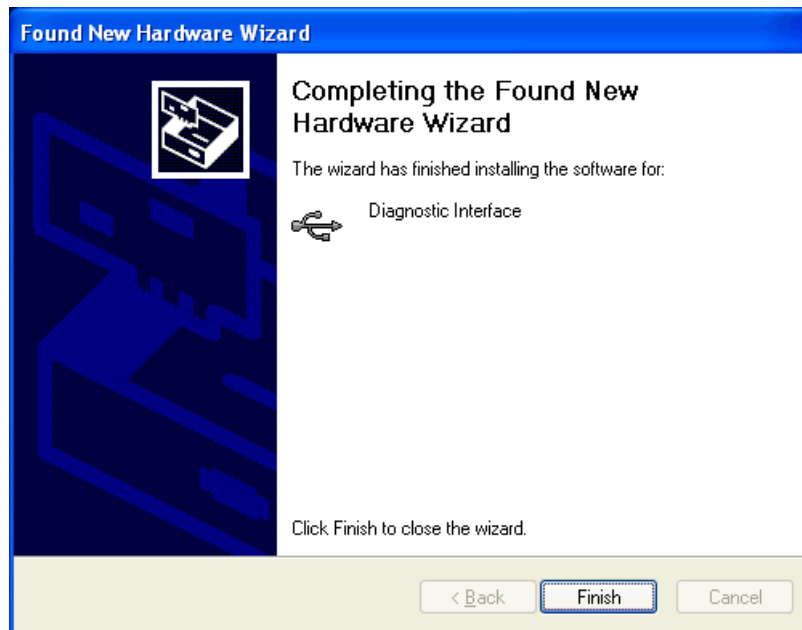 Found New Hardware Wizard
Completing the Found New
Hardware Wizard
The wizard has finished installing the software for:
Diagnostic Interface
Click Finish to close the wizard.
< Back
Finish
Cancel